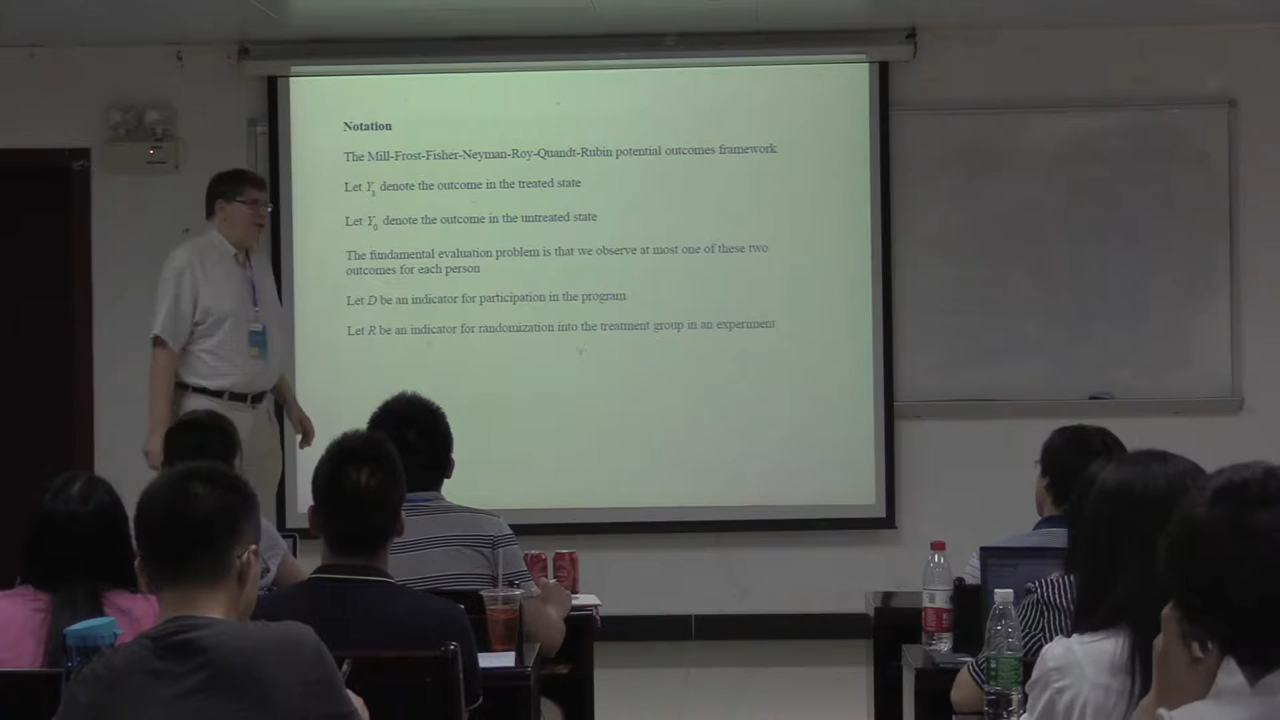 Notation
The Mill-Frost-Fisher-Neyman-Roy-Quandt-Rubin potential outcomes framework
Let Y₁ denote the outcome in the treated state
Let Y₀ denote the outcome in the untreated state
The fundamental evaluation problem is that we observe at most one of these two
outcomes for each person
Let D be an indicator for participation in the program
Let R be an indicator for randomization into the treatment group in an experiment